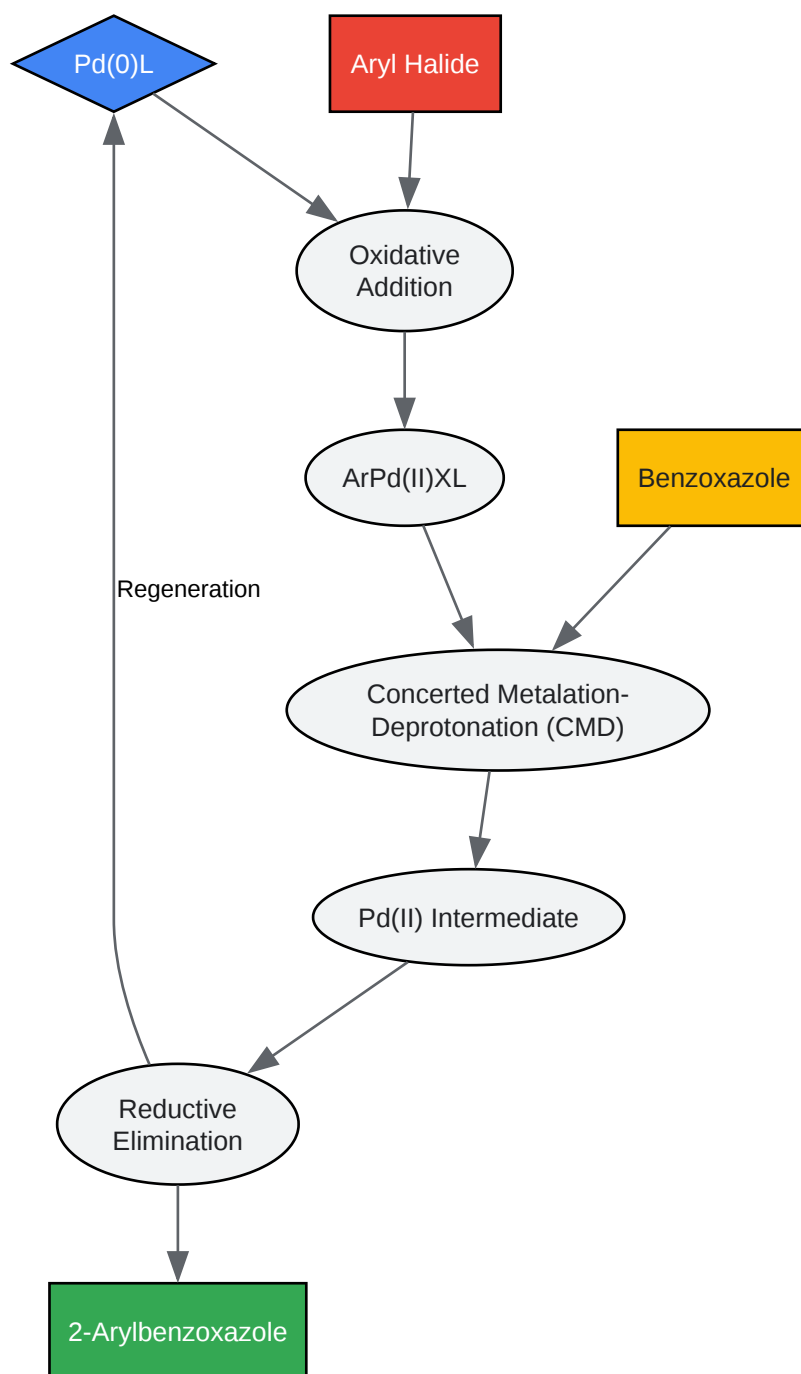 Pd(0)L
Aryl Halide
Oxidative
Addition
ArPd(II)XL
Benzoxazole
Regeneration
Concerted Metalation-
Deprotonation (CMD)
Pd(II) Intermediate
Reductive
Elimination
2-Arylbenzoxazole